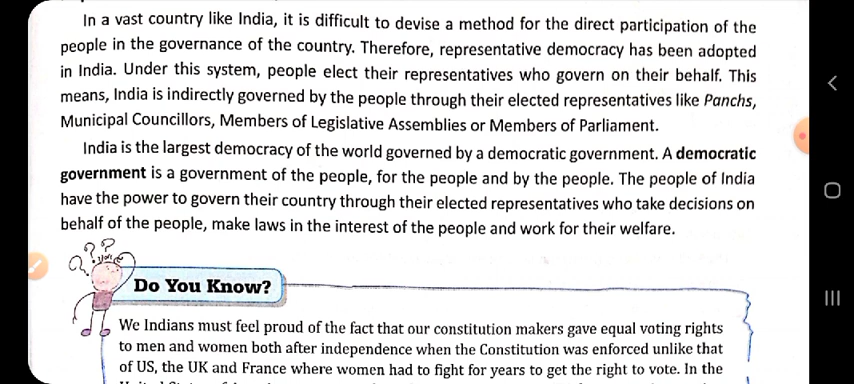 In a vast country like India, it is difficult to devise a method for the direct participation of the
people in the governance of the country. Therefore, representative democracy has been adopted
in India. Under this system, people elect their representatives who govern on their behalf. This
means, India is indirectly governed by the people through their elected representatives like Panchs,
Municipal Councillors, Members of Legislative Assemblies or Members of Parliament.
India is the largest democracy of the world governed by a democratic government. A democratic
government is a government of the people, for the people and by the people. The people of India
have the power to govern their country through their elected representatives who take decisions on
behalf of the people, make laws in the interest of the people and work for their welfare.
???
Do You Know?
We Indians must feel proud of the fact that our constitution makers gave equal voting rights
to men and women both after independence when the Constitution was enforced unlike that
of US, the UK and France where women had to fight for years to get the right to vote. In the